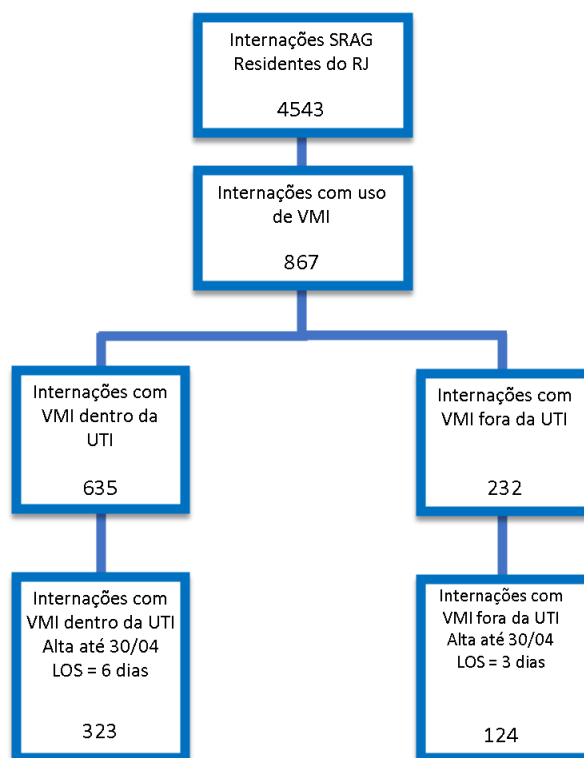 Internações SRAG
Residentes do RJ
4543
Internações com uso
de VMI
867
Internações com
VMI dentro da
UTI
635
Internações com
VMI fora da UTI
232
Internações com
VMI dentro da UTI
Alta até 30/04
LOS = 6 dias
323
Internações com
VMI fora da UTI
Alta até 30/04
LOS = 3 dias
124